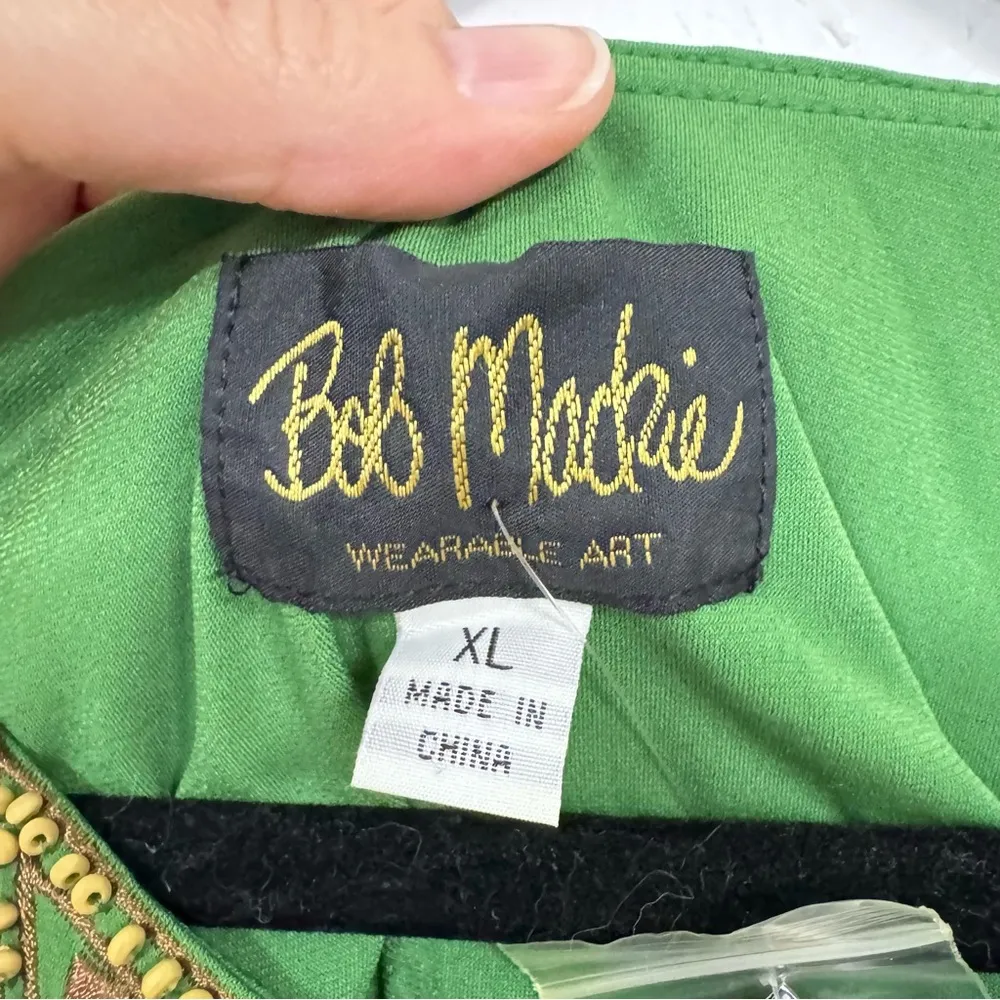 Bob Mackie
WEARABLE ART
XL
MADE IN
CHINA